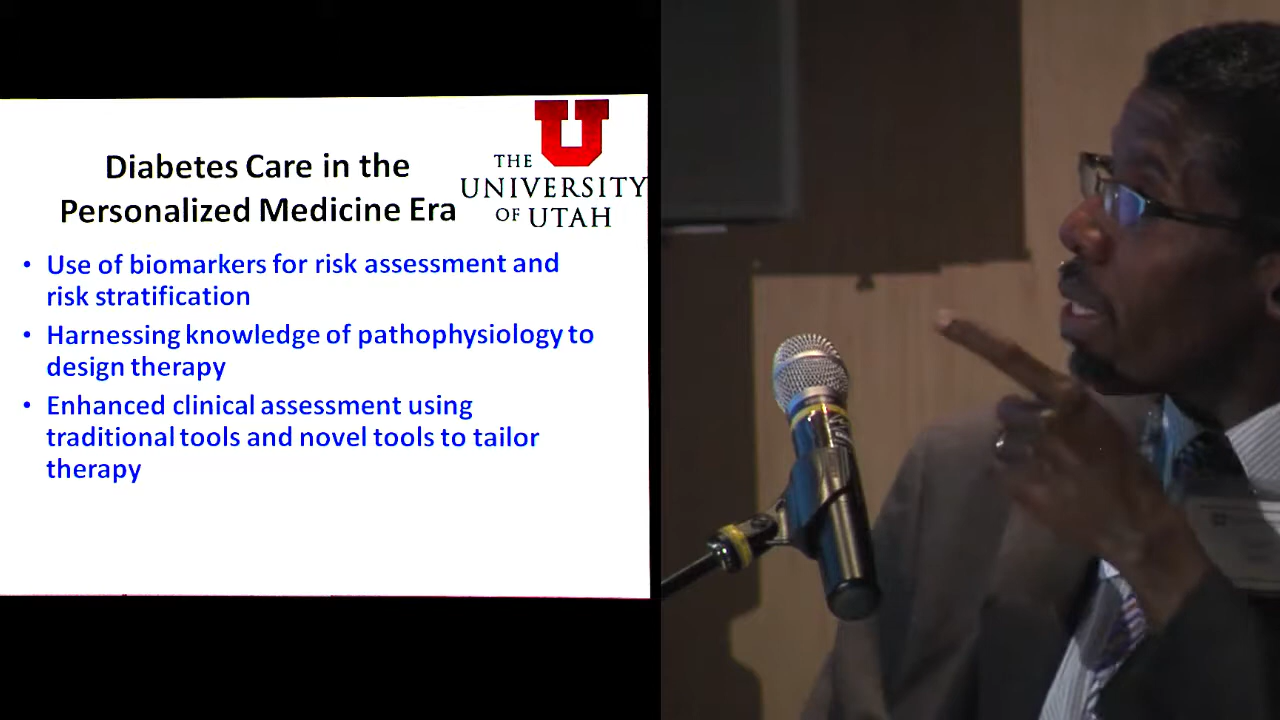 Diabetes Care in the
Personalized Medicine Era
U
THE
UNIVERSITY
OF UTAH
• Use of biomarkers for risk assessment and
risk stratification
• Harnessing knowledge of pathophysiology to
design therapy
• Enhanced clinical assessment using
traditional tools and novel tools to tailor
therapy